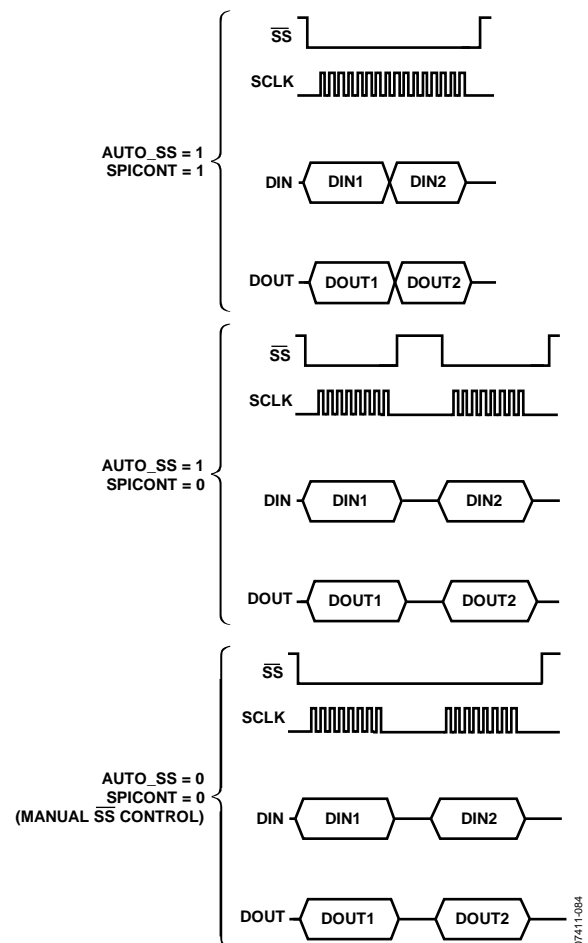 SS
SCLK
AUTO_SS = 1
SPICONT = 1
DIN DIN1 DIN2
DOUT DOUT1 DOUT2
SS
SCLK
AUTO_SS = 1
SPICONT = 0
DIN DIN1 DIN2
DOUT DOUT1 DOUT2
SS
SCLK
AUTO_SS = 0
SPICONT = 0
(MANUAL SS CONTROL)
DIN DIN1 DIN2
DOUT DOUT1 DOUT2